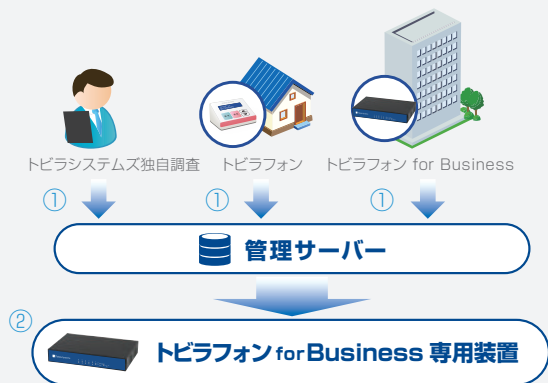 トビラシステムズ独自調査
トビラフォン
トビラフォン for Business
①
①
①
管理サーバー
②
トビラフォン for Business 専用装置